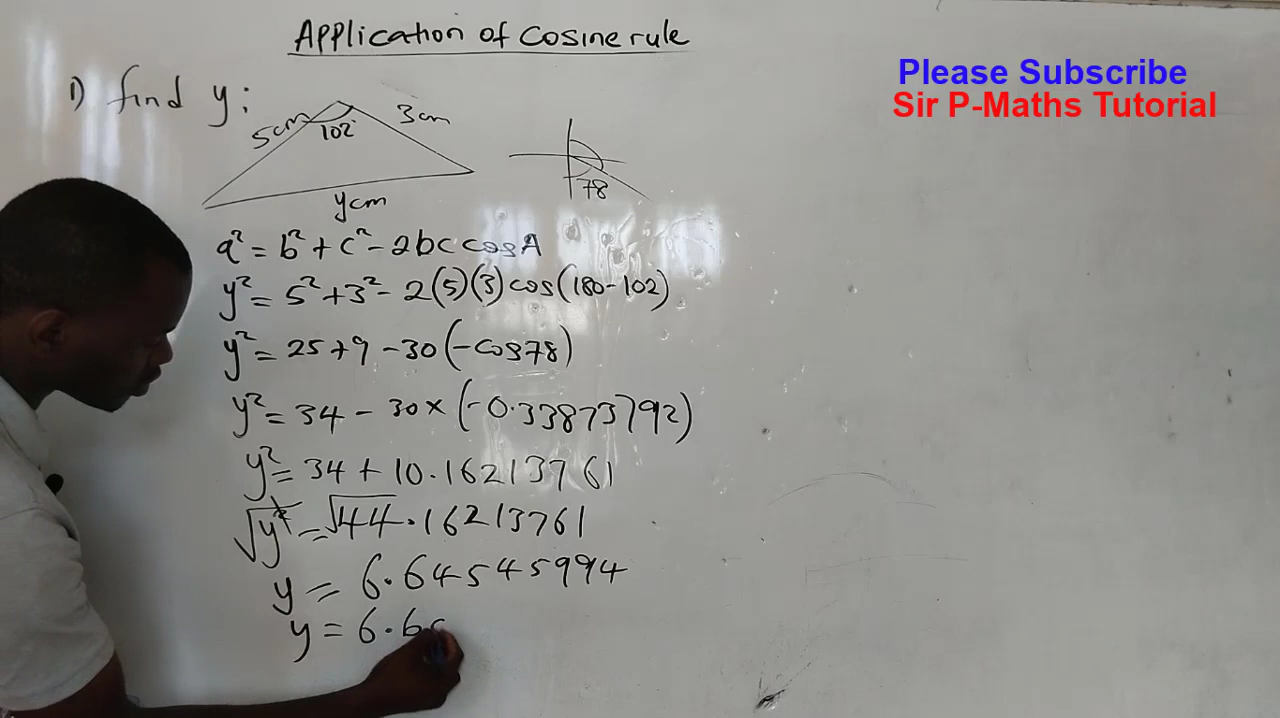 Application of cosine rule
Please Subscribe
Sir P-Maths Tutorial
1) find y:
5cm
102°
3cm
ycm
78
a² = b² + c² - 2bc cosA
y² = 5² + 3² - 2(5)(3)cos(180-102)
y² = 25 + 9 - 30(-cos78)
y² = 34 - 30 × (-0.33873792)
y² = 34 + 10.16213761
√y² = √44.16213761
y = 6.64545994
y = 6.6